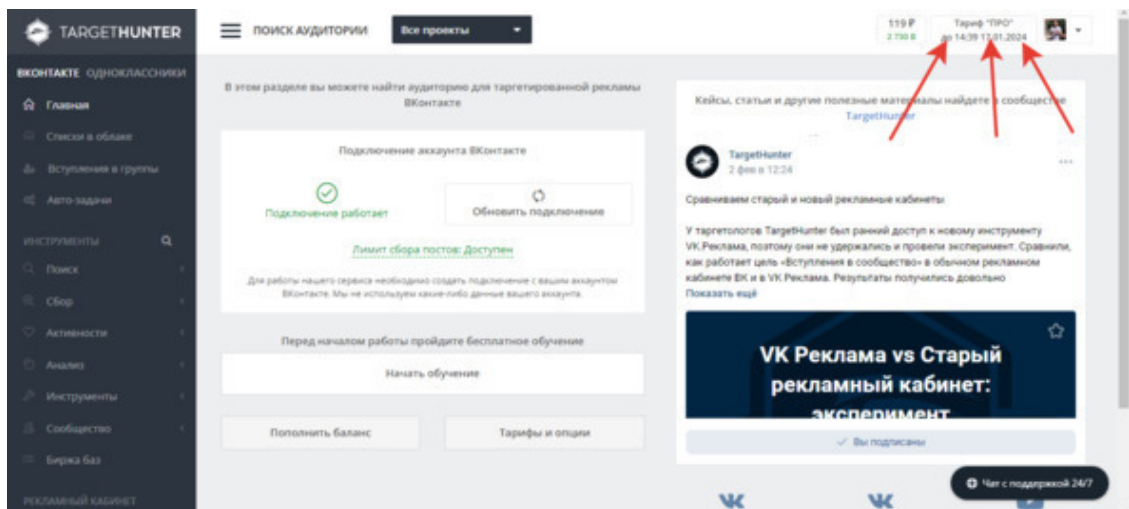 TARGETHUNTER
ВКОНТАКТЕ ОДНОКЛАССНИКИ
Главная
Списки в облаке
Вступления в группы
Авто-задачи
ИНСТРУМЕНТЫ
Поиск
Сбор
Активности
Анализ
Инструменты
Сообщество
Биржа баз
РЕКЛАМНЫЙ КАБИНЕТ
ПОИСК АУДИТОРИИ
Все проекты
119 ₽
Тариф "ПРО"
до 14:39 17.01.2024
В этом разделе вы можете найти аудиторию для таргетированной рекламы
ВКонтакте
Подключение аккаунта ВКонтакте
Подключение работает
Обновить подключение
Лимит сбора постов: Доступен
Для работы нашего сервиса необходимо создать подключение с вашим аккаунтом
ВКонтакте. Мы не используем какие-либо данные вашего аккаунта.
Перед началом работы пройдите бесплатное обучение
Начать обучение
Пополнить баланс
Тарифы и опции
Кейсы, статьи и другие полезные материалы найдете в сообществе
TargetHunter
TargetHunter
2 фев в 12:24
Сравниваем старый и новый рекламные кабинеты
У таргетологов TargetHunter был ранний доступ к новому инструменту
VK.Реклама, поэтому они не удержались и провели эксперимент. Сравнили,
как работает цель «Вступления в сообщество» в обычном рекламном
кабинете ВК и в VK Реклама. Результаты получились довольно
Показать ещё
VK Реклама vs Старый
рекламный кабинет:
эксперимент
Вы подписаны
Чат с поддержкой 24/7